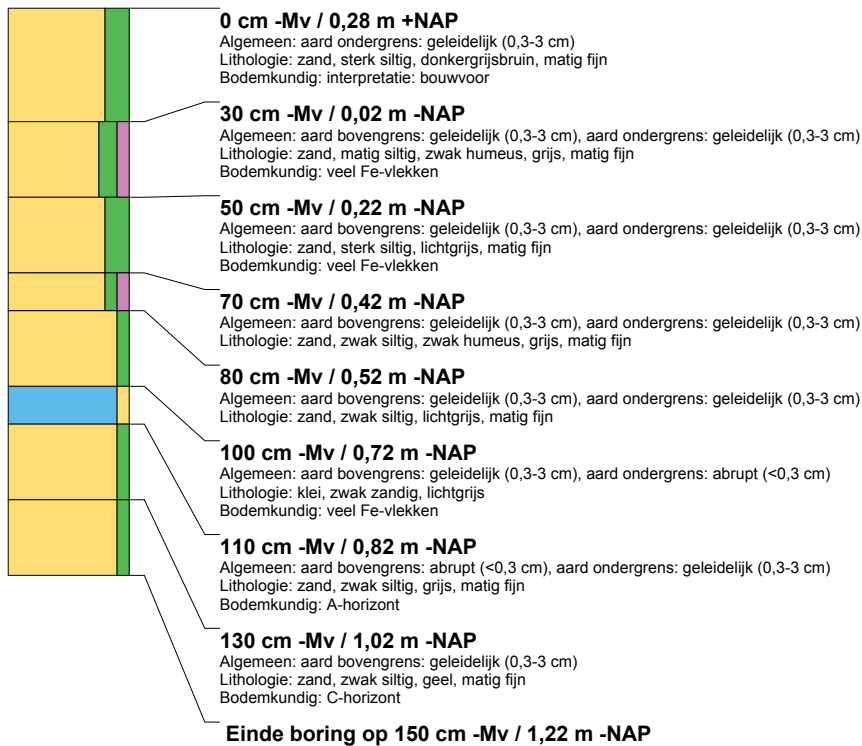 0 cm -Mv / 0,28 m +NAP
Algemeen: aard ondergrens: geleidelijk (0,3-3 cm)
Lithologie: zand, sterk siltig, donkergrijsbruin, matig fijn
Bodemkundig: interpretatie: bouwvoor
30 cm -Mv / 0,02 m -NAP
Algemeen: aard bovengrens: geleidelijk (0,3-3 cm), aard ondergrens: geleidelijk (0,3-3 cm)
Lithologie: zand, matig siltig, zwak humeus, grijs, matig fijn
Bodemkundig: veel Fe-vlekken
50 cm -Mv / 0,22 m -NAP
Algemeen: aard bovengrens: geleidelijk (0,3-3 cm), aard ondergrens: geleidelijk (0,3-3 cm)
Lithologie: zand, sterk siltig, lichtgrijs, matig fijn
Bodemkundig: veel Fe-vlekken
70 cm -Mv / 0,42 m -NAP
Algemeen: aard bovengrens: geleidelijk (0,3-3 cm), aard ondergrens: geleidelijk (0,3-3 cm)
Lithologie: zand, zwak siltig, zwak humeus, grijs, matig fijn
80 cm -Mv / 0,52 m -NAP
Algemeen: aard bovengrens: geleidelijk (0,3-3 cm), aard ondergrens: geleidelijk (0,3-3 cm)
Lithologie: zand, zwak siltig, lichtgrijs, matig fijn
100 cm -Mv / 0,72 m -NAP
Algemeen: aard bovengrens: geleidelijk (0,3-3 cm), aard ondergrens: abrupt (<0,3 cm)
Lithologie: klei, zwak zandig, lichtgrijs
Bodemkundig: veel Fe-vlekken
110 cm -Mv / 0,82 m -NAP
Algemeen: aard bovengrens: abrupt (<0,3 cm), aard ondergrens: geleidelijk (0,3-3 cm)
Lithologie: zand, zwak siltig, grijs, matig fijn
Bodemkundig: A-horizont
130 cm -Mv / 1,02 m -NAP
Algemeen: aard bovengrens: geleidelijk (0,3-3 cm)
Lithologie: zand, zwak siltig, geel, matig fijn
Bodemkundig: C-horizont
Einde boring op 150 cm -Mv / 1,22 m -NAP